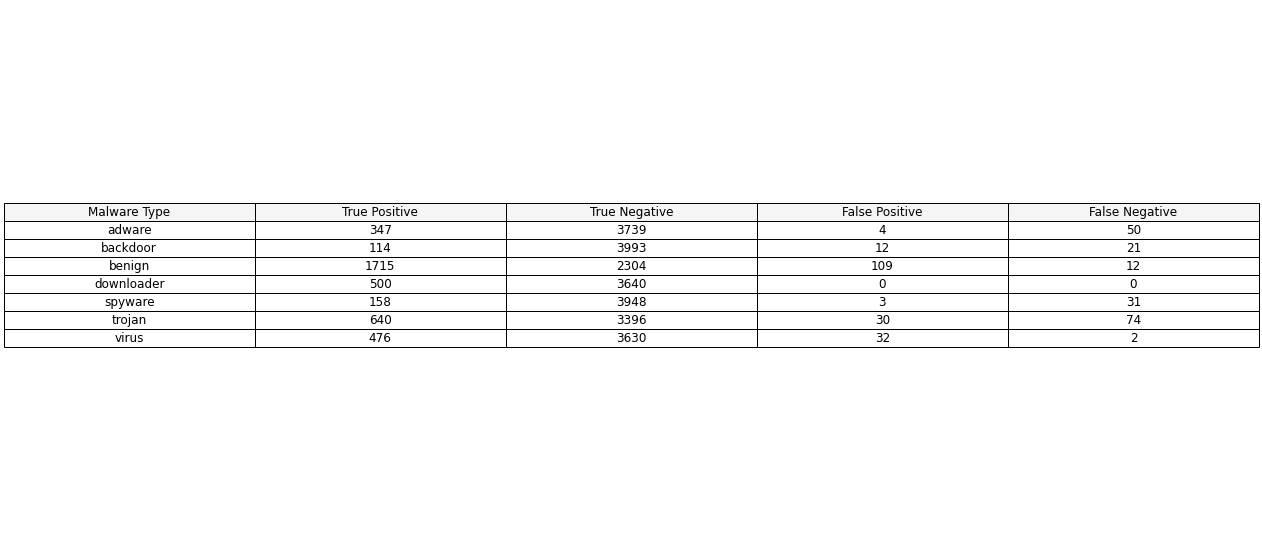 Malware Type True Positive True Negative False Positive False Negative
adware 347 3739 4 50
backdoor 114 3993 12 21
benign 1715 2304 109 12
downloader 500 3640 0 0
spyware 158 3948 3 31
trojan 640 3396 30 74
virus 476 3630 32 2